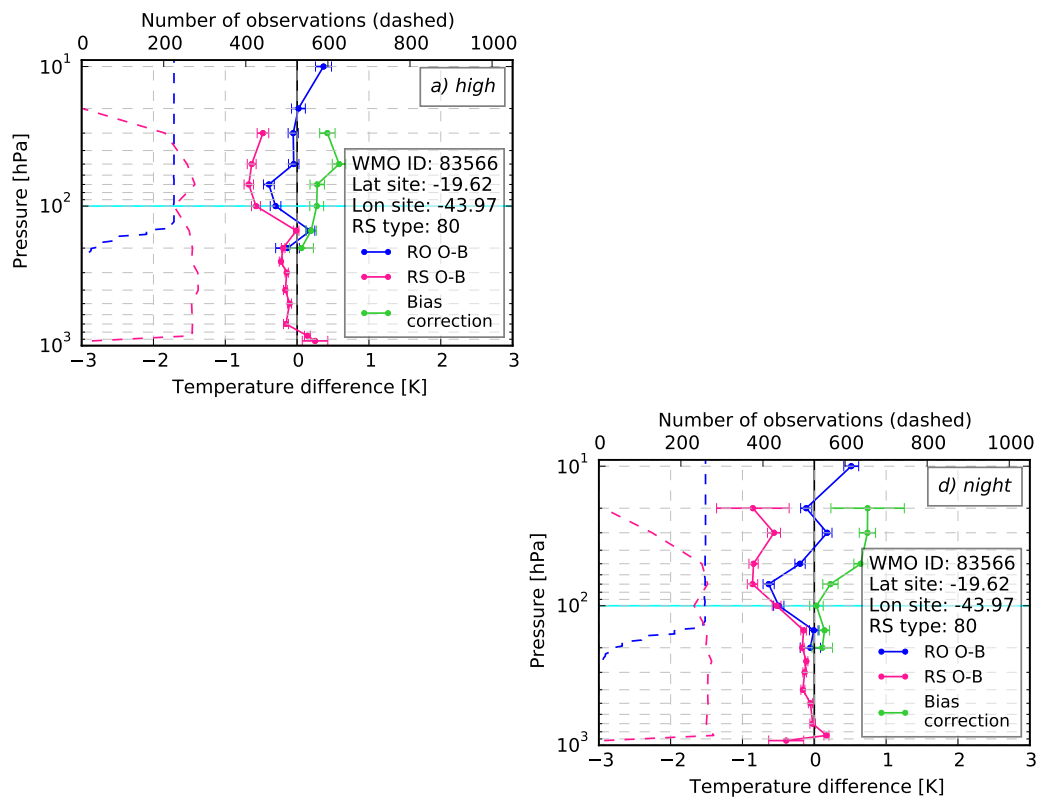 Number of observations (dashed)
0 200 400 600 800 1000
a) high
10¹
10²
10³
Pressure [hPa]
WMO ID: 83566
Lat site: -19.62
Lon site: -43.97
RS type: 80
RO O-B
RS O-B
Bias
correction
−3 −2 −1 0 1 2 3
Temperature difference [K]
Number of observations (dashed)
0 200 400 600 800 1000
d) night
10¹
10²
10³
Pressure [hPa]
WMO ID: 83566
Lat site: -19.62
Lon site: -43.97
RS type: 80
RO O-B
RS O-B
Bias
correction
−3 −2 −1 0 1 2 3
Temperature difference [K]